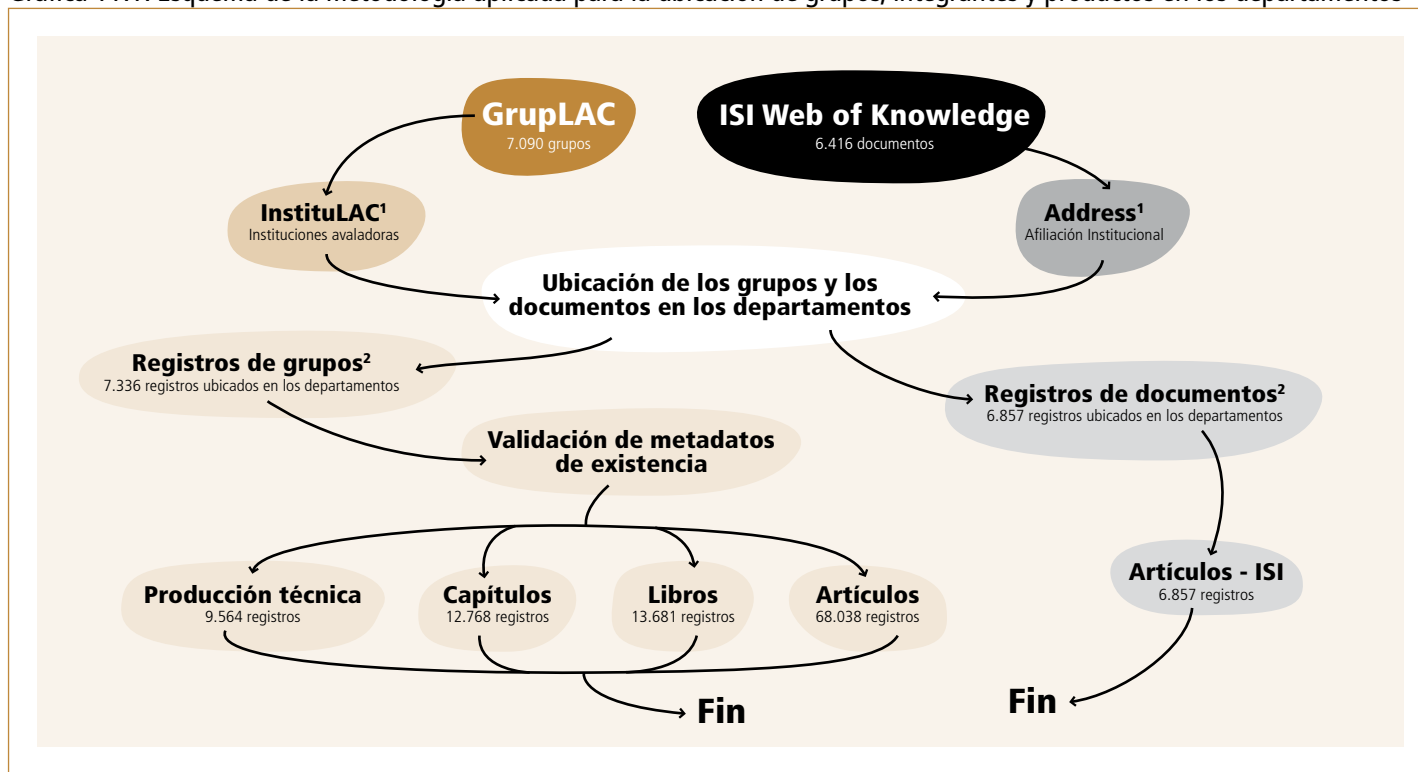 GrupLAC
7.090 grupos
ISI Web of Knowledge
6.416 documentos
InstituLAC¹
Instituciones avaladoras
Address¹
Afiliación Institucional
Ubicación de los grupos y los
documentos en los departamentos
Registros de grupos²
7.336 registros ubicados en los departamentos
Registros de documentos²
6.857 registros ubicados en los departamentos
Validación de metadatos
de existencia
Producción técnica
9.564 registros
Capítulos
12.768 registros
Libros
13.681 registros
Artículos
68.038 registros
Artículos - ISI
6.857 registros
Fin
Fin